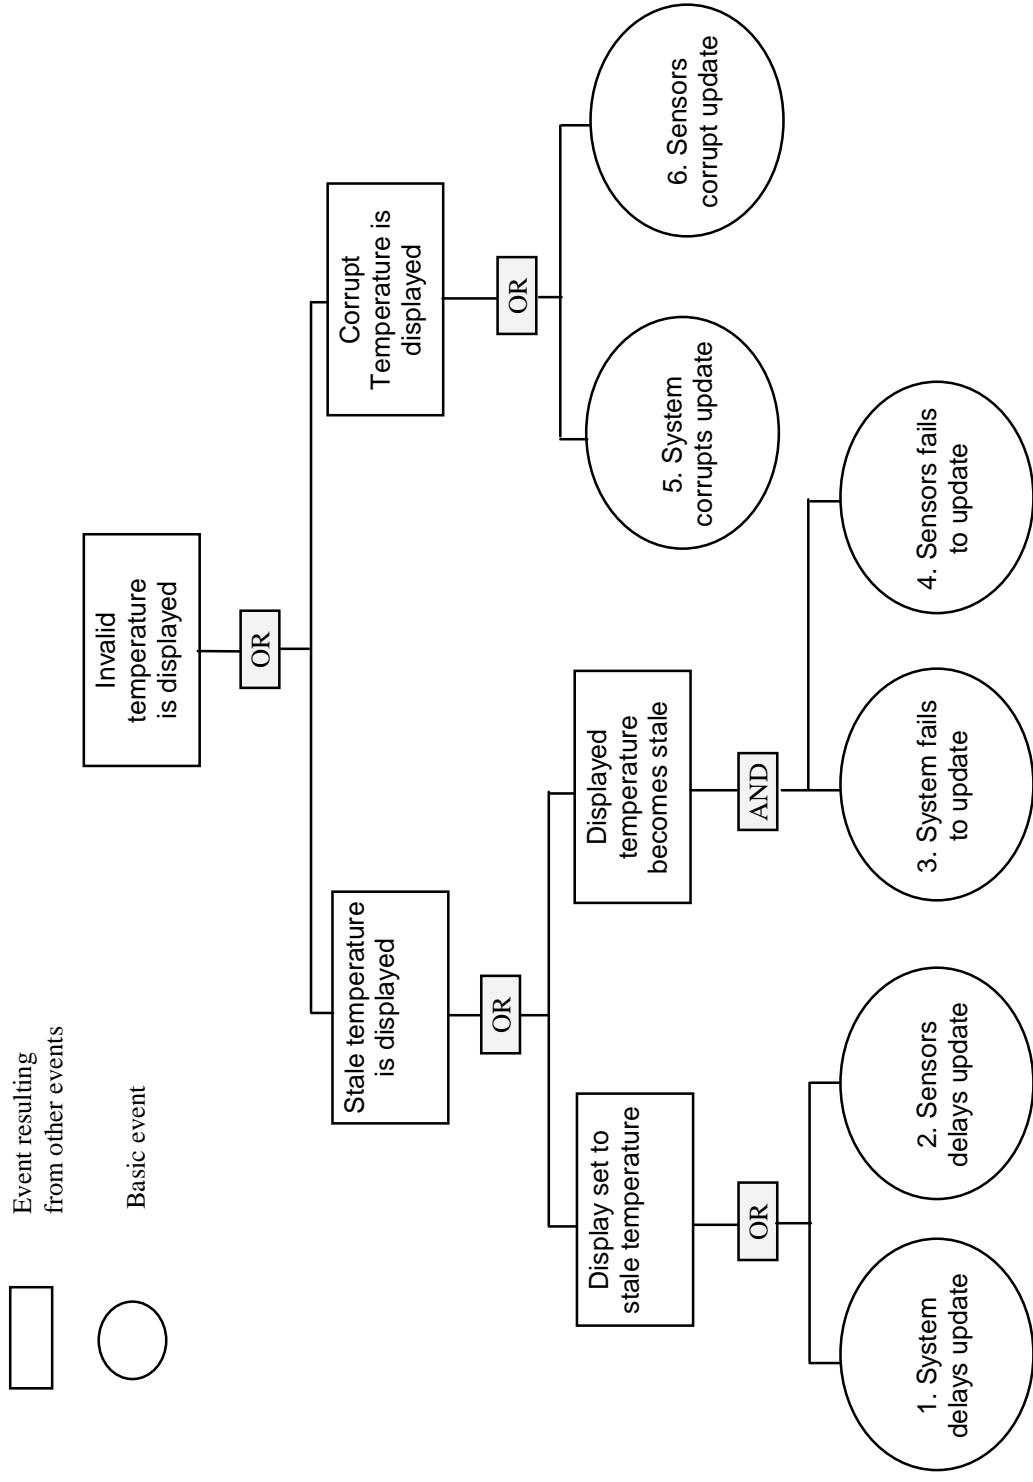 Event resulting
from other events
Basic event
Invalid
temperature
is displayed
OR
Stale temperature
is displayed
Corrupt
Temperature is
displayed
OR
OR
Display set to
stale temperature
Displayed
temperature
becomes stale
5. System
corrupts update
6. Sensors
corrupt update
OR
AND
1. System
delays update
2. Sensors
delays update
3. System fails
to update
4. Sensors fails
to update